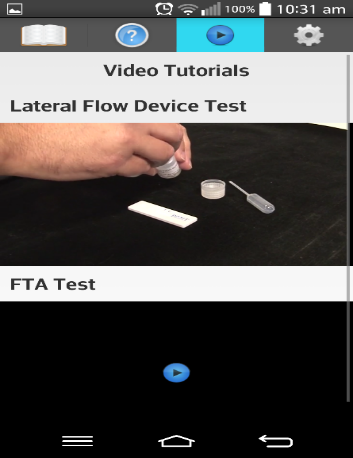 100% 10:31 am
Video Tutorials
Lateral Flow Device Test
FTA Test